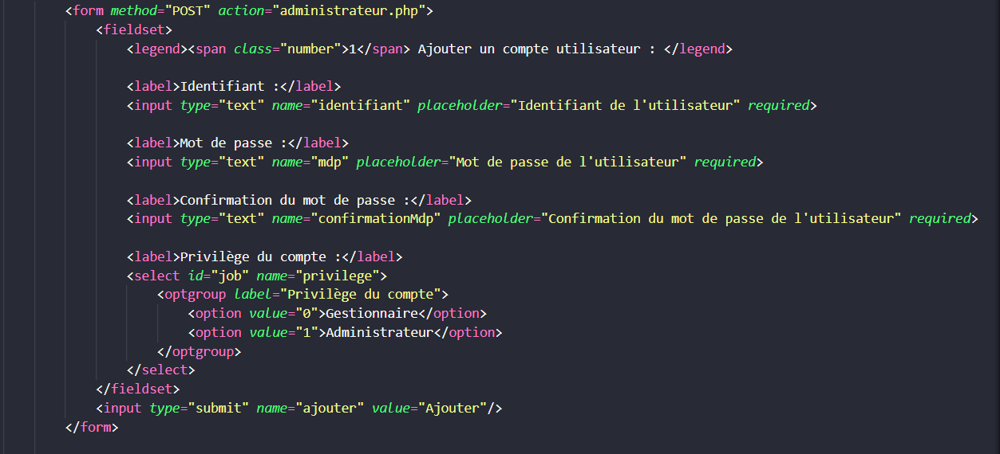 <form method="POST" action="administrateur.php">
<fieldset>
<legend><span class="number">1</span> Ajouter un compte utilisateur : </legend>
<label>Identifiant :</label>
<input type="text" name="identifiant" placeholder="Identifiant de l'utilisateur" required>
<label>Mot de passe :</label>
<input type="text" name="mdp" placeholder="Mot de passe de l'utilisateur" required>
<label>Confirmation du mot de passe :</label>
<input type="text" name="confirmationMdp" placeholder="Confirmation du mot de passe de l'utilisateur" required>
<label>Privilège du compte :</label>
<select id="job" name="privilege">
<optgroup label="Privilège du compte">
<option value="0">Gestionnaire</option>
<option value="1">Administrateur</option>
</optgroup>
</select>
</fieldset>
<input type="submit" name="ajouter" value="Ajouter"/>
</form>